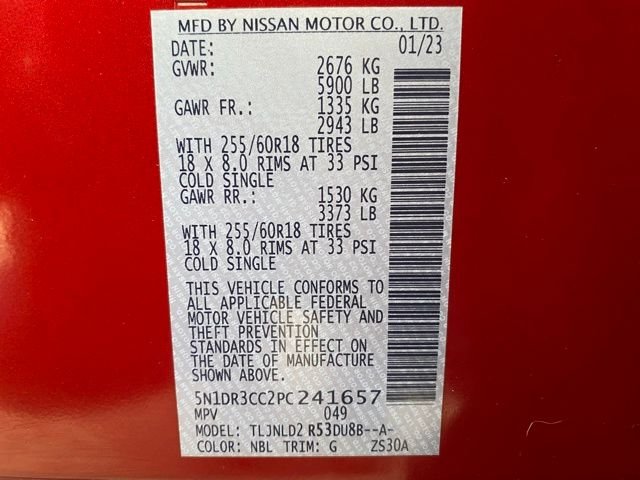 MFD BY NISSAN MOTOR CO., LTD.
DATE: 01/23
GVWR: 2676 KG
5900 LB
GAWR FR.: 1335 KG
2943 LB
WITH 255/60R18 TIRES
18 X 8.0 RIMS AT 33 PSI
COLD SINGLE
GAWR RR.: 1530 KG
3373 LB
WITH 255/60R18 TIRES
18 X 8.0 RIMS AT 33 PSI
COLD SINGLE
THIS VEHICLE CONFORMS TO
ALL APPLICABLE FEDERAL
MOTOR VEHICLE SAFETY AND
THEFT PREVENTION
STANDARDS IN EFFECT ON
THE DATE OF MANUFACTURE
SHOWN ABOVE.
5N1DR3CC2PC241657
MPV 049
MODEL: TLJNLD2 R53DU8B--A-
COLOR: NBL TRIM: G ZS30A